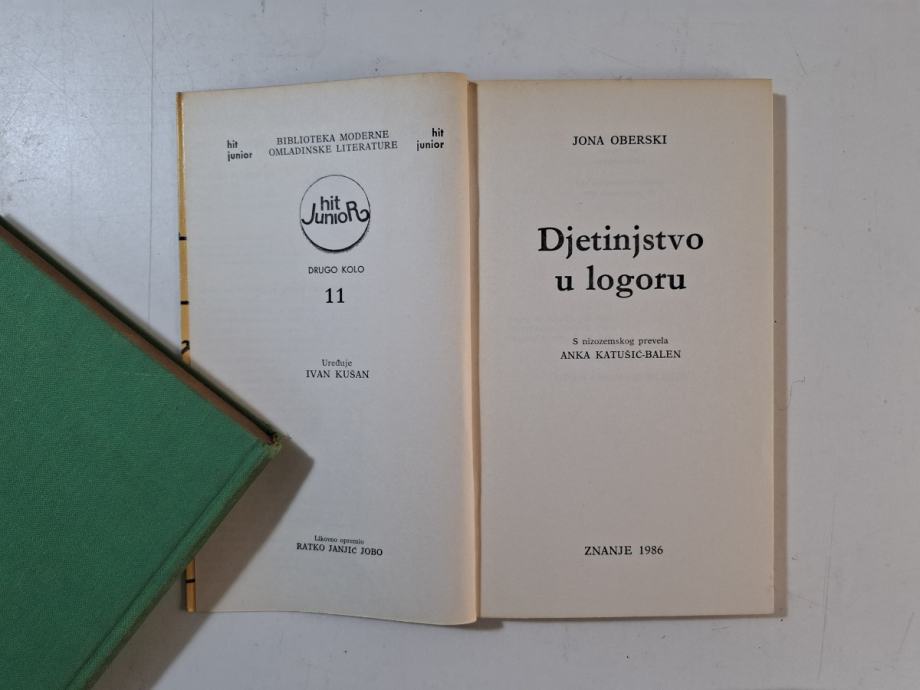 hit
junior
BIBLIOTEKA MODERNE
OMLADINSKE LITERATURE
hit
junior
hit
JunioR
DRUGO KOLO
11
Uređuje
IVAN KUŠAN
Likovno opremio
RATKO JANJIĆ JOBO
JONA OBERSKI
Djetinjstvo
u logoru
S nizozemskog prevela
ANKA KATUŠIĆ-BALEN
ZNANJE 1986